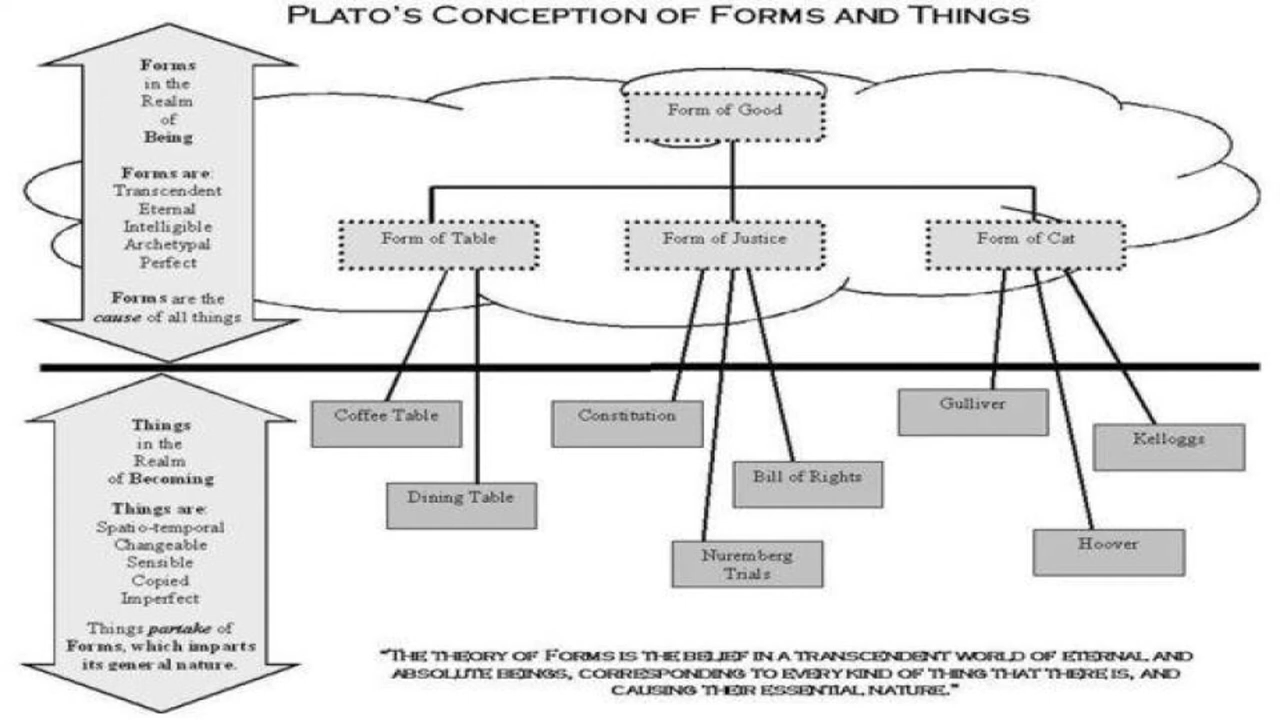 PLATO'S CONCEPTION OF FORMS AND THINGS
Forms
in the
Realm
of
Being
Forms are:
Transcendent
Eternal
Intelligible
Archetypal
Perfect
Forms are the
cause of all things
Form of Good
Form of Table
Form of Justice
Form of Cat
Things
in the
Realm
of Becoming
Things are:
Spatio-temporal
Changeable
Sensible
Copied
Imperfect
Things partake of
Forms, which imparts
its general nature.
Coffee Table
Dining Table
Constitution
Bill of Rights
Nuremberg
Trials
Gulliver
Kelloggs
Hoover
"THE THEORY OF FORMS IS THE BELIEF IN A TRANSCENDENT WORLD OF ETERNAL AND
ABSOLUTE BEINGS, CORRESPONDING TO EVERY KIND OF THING THAT THERE IS, AND
CAUSING THEIR ESSENTIAL NATURE."